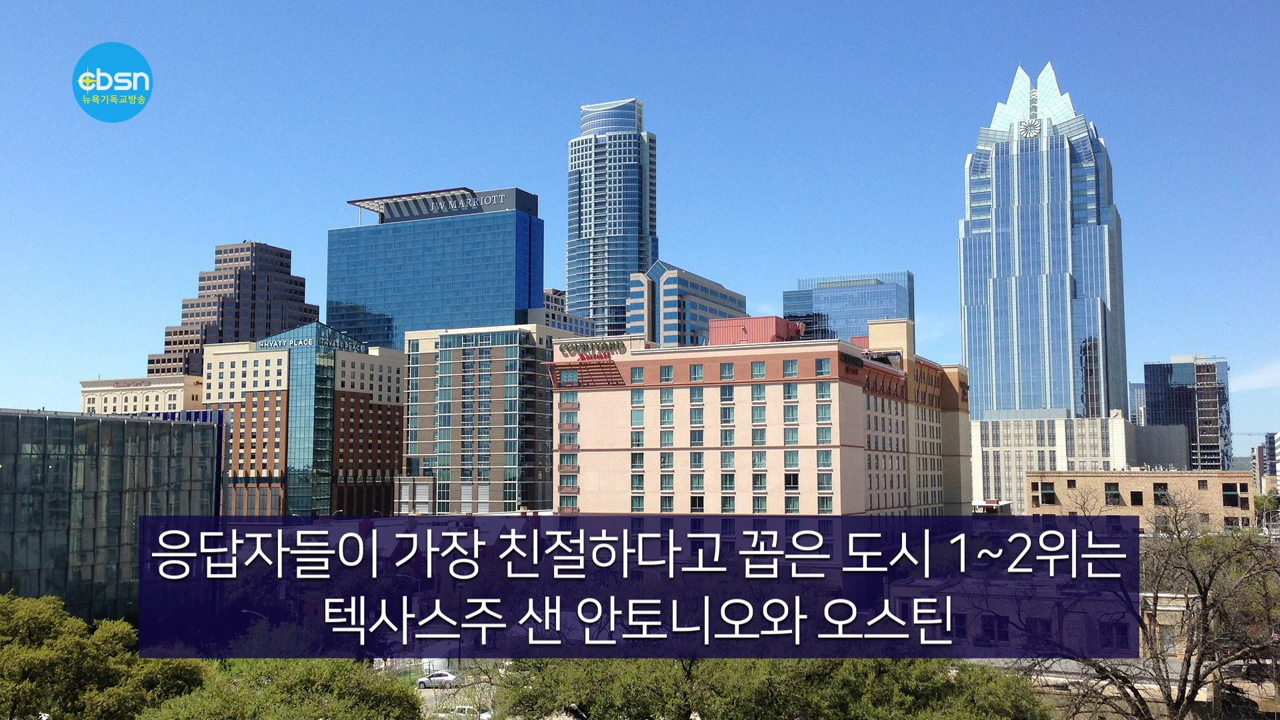 cbsn
뉴욕기독교방송
JW MARRIOTT
HYATT PLACE
COURTYARD
Marriott
응답자들이 가장 친절하다고 꼽은 도시 1~2위는
텍사스주 샌 안토니오와 오스틴